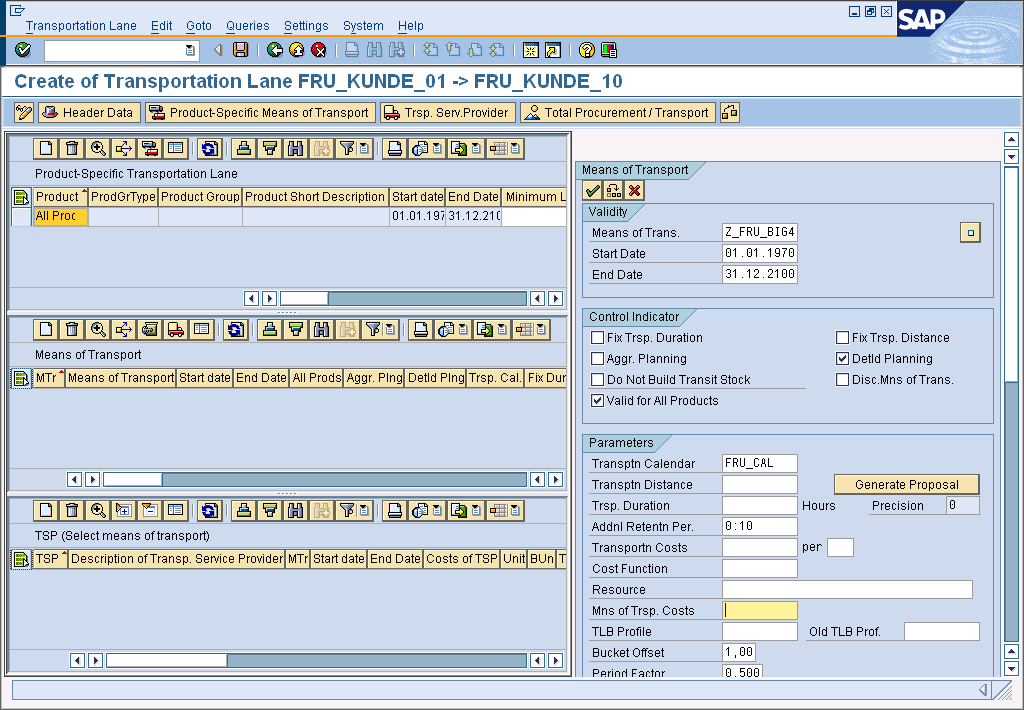 Transportation Lane Edit Goto Queries Settings System Help
SAP
Create of Transportation Lane FRU_KUNDE_01 -> FRU_KUNDE_10
Header Data Product-Specific Means of Transport Trsp. Serv.Provider Total Procurement / Transport
Product-Specific Transportation Lane
Product ProdGrType Product Group Product Short Description Start date End Date Minimum L
All Proc 01.01.197 31.12.210
Means of Transport
MTr Means of Transport Start date End Date All Prods Aggr. Plng Detld Plng Trsp. Cal. Fix Dur
TSP (Select means of transport)
TSP Description of Transp. Service Provider MTr Start date End Date Costs of TSP Unit BUn T
Means of Transport
Validity
Means of Trans. Z_FRU_BIG4
Start Date 01.01.1970
End Date 31.12.2100
Control Indicator
Fix Trsp. Duration Fix Trsp. Distance
Aggr. Planning Detld Planning
Do Not Build Transit Stock Disc.Mns of Trans.
Valid for All Products
Parameters
Transptn Calendar FRU_CAL
Transptn Distance Generate Proposal
Trsp. Duration Hours Precision 0
Addnl Retentn Per. 0:10
Transportn Costs per
Cost Function
Resource
Mns of Trsp. Costs
TLB Profile Old TLB Prof.
Bucket Offset 1,00
Period Factor 0.500